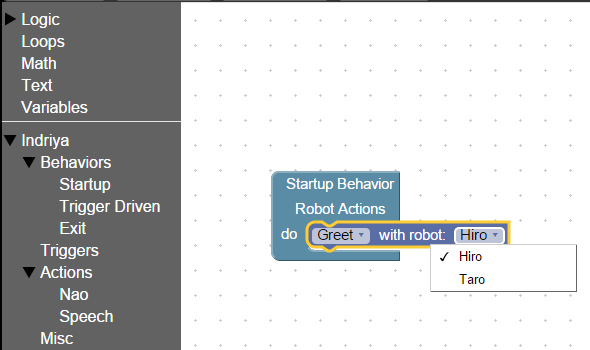 Logic
Loops
Math
Text
Variables
Indriya
Behaviors
Startup
Trigger Driven
Exit
Triggers
Actions
Nao
Speech
Misc
Startup Behavior
Robot Actions
do Greet with robot: Hiro
Hiro
Taro